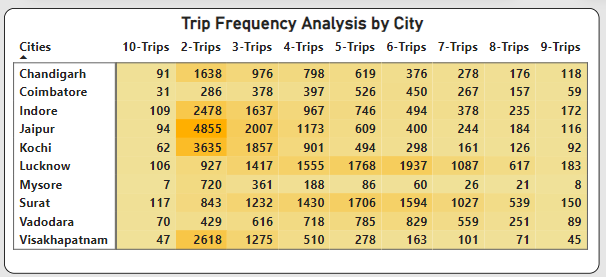 Trip Frequency Analysis by City
Cities 10-Trips 2-Trips 3-Trips 4-Trips 5-Trips 6-Trips 7-Trips 8-Trips 9-Trips
Chandigarh 91 1638 976 798 619 376 278 176 118
Coimbatore 31 286 378 397 526 450 267 157 59
Indore 109 2478 1637 967 746 494 378 235 172
Jaipur 94 4855 2007 1173 609 400 244 184 116
Kochi 62 3635 1857 901 494 298 161 126 92
Lucknow 106 927 1417 1555 1768 1937 1087 617 183
Mysore 7 720 361 188 86 60 26 21 8
Surat 117 843 1232 1430 1706 1594 1027 539 150
Vadodara 70 429 616 718 785 829 559 251 89
Visakhapatnam 47 2618 1275 510 278 163 101 71 45